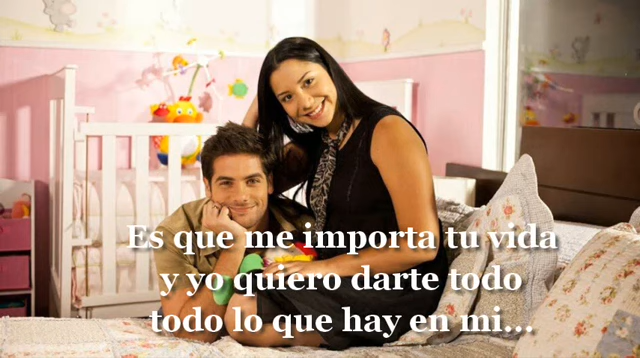 Es que me importa tu vida
y yo quiero darte todo
todo lo que hay en mi...